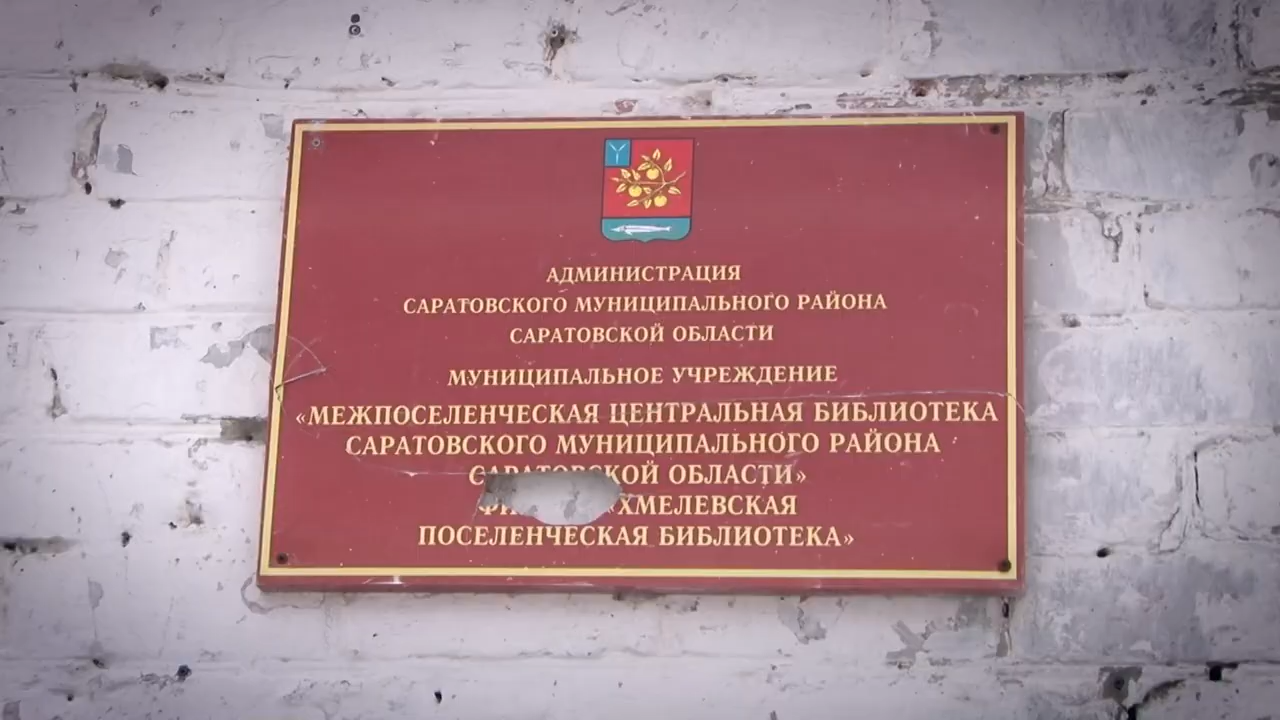 АДМИНИСТРАЦИЯ
САРАТОВСКОГО МУНИЦИПАЛЬНОГО РАЙОНА
САРАТОВСКОЙ ОБЛАСТИ
МУНИЦИПАЛЬНОЕ УЧРЕЖДЕНИЕ
«МЕЖПОСЕЛЕНЧЕСКАЯ ЦЕНТРАЛЬНАЯ БИБЛИОТЕКА
САРАТОВСКОГО МУНИЦИПАЛЬНОГО РАЙОНА
САРАТОВСКОЙ ОБЛАСТИ»
«ХМЕЛЕВСКАЯ
ПОСЕЛЕНЧЕСКАЯ БИБЛИОТЕКА»